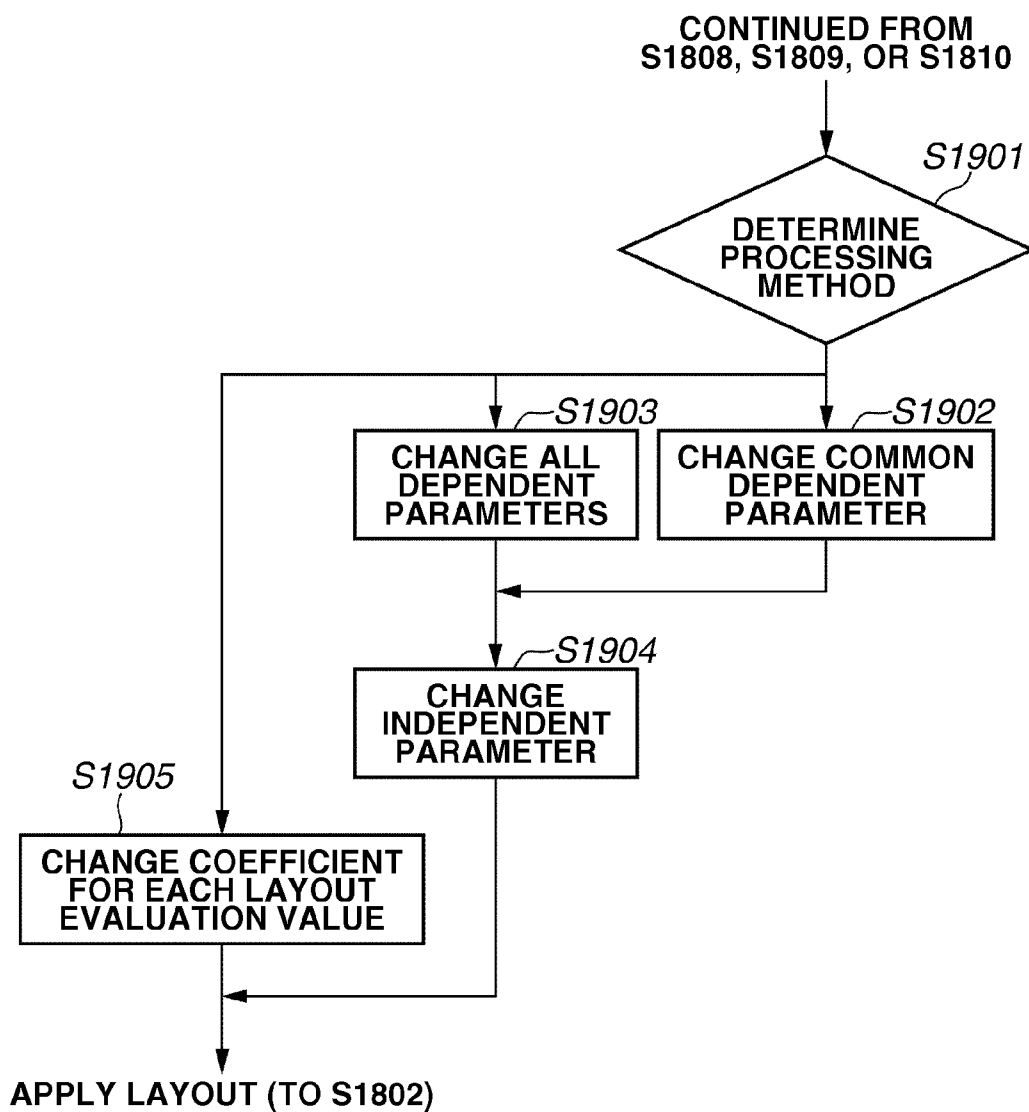 CONTINUED FROM
S1808, S1809, OR S1810
S1901
DETERMINE
PROCESSING
METHOD
S1903
CHANGE ALL
DEPENDENT
PARAMETERS
S1902
CHANGE COMMON
DEPENDENT
PARAMETER
S1904
CHANGE
INDEPENDENT
PARAMETER
S1905
CHANGE COEFFICIENT
FOR EACH LAYOUT
EVALUATION VALUE
APPLY LAYOUT (TO S1802)